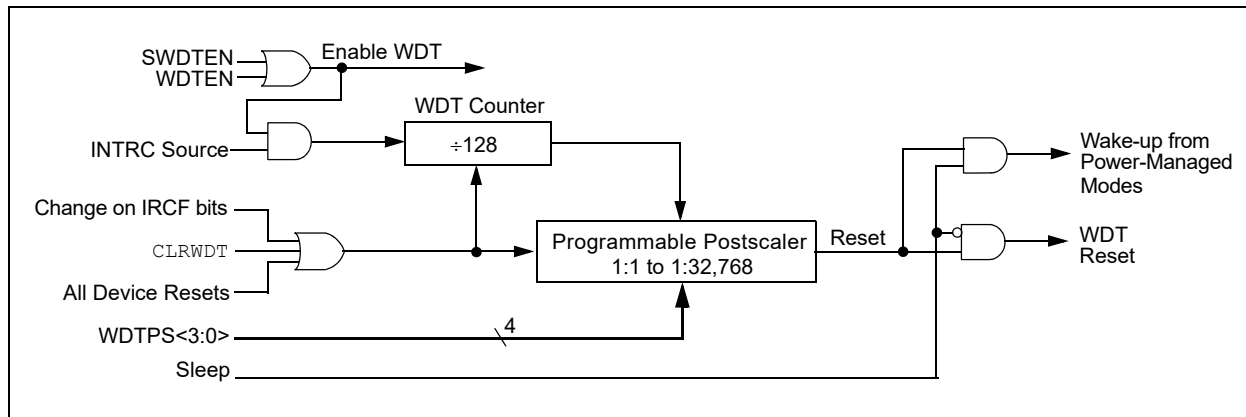 SWDTEN
WDTEN
Enable WDT
WDT Counter
÷128
INTRC Source
Wake-up from
Power-Managed
Modes
Change on IRCF bits
CLRWDT
Programmable Postscaler
1:1 to 1:32,768
Reset
WDT
Reset
All Device Resets
WDTPS<3:0>
4
Sleep